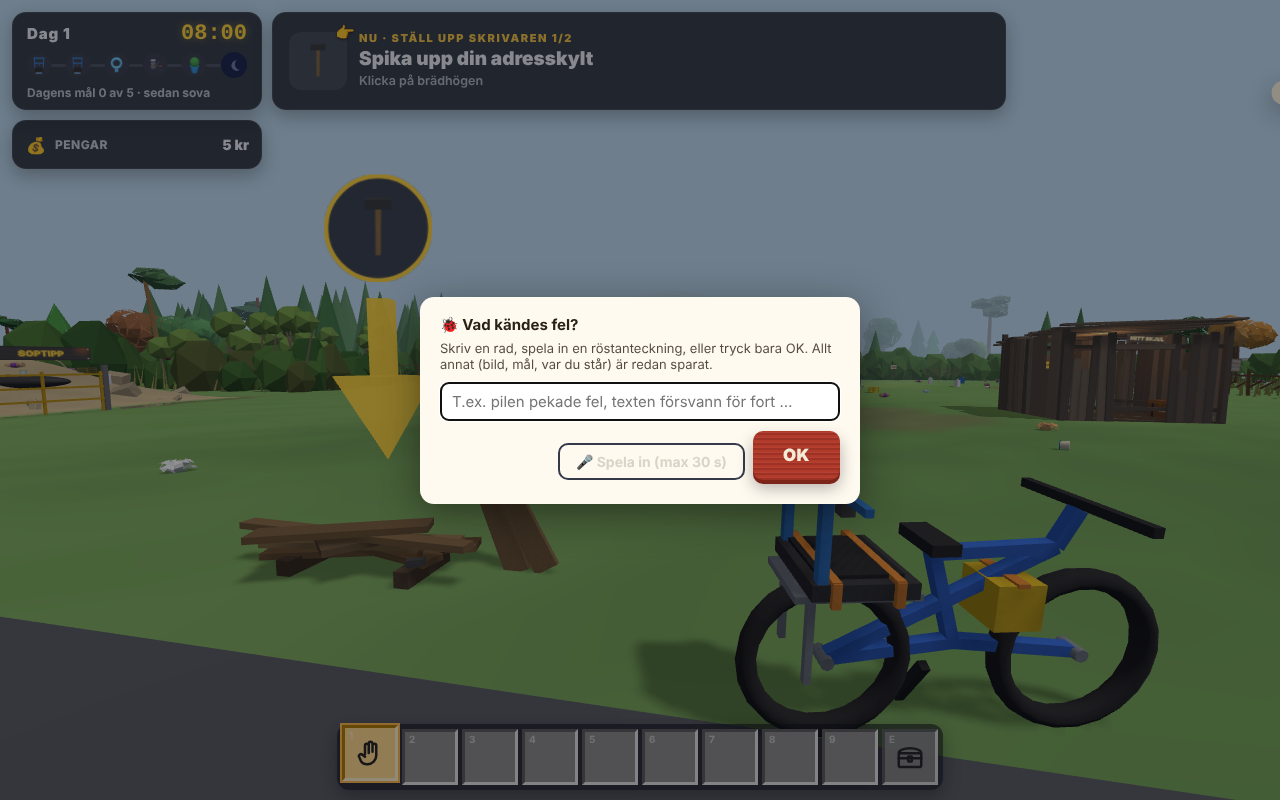 Dag 1
08:00
Dagens mål 0 av 5 · sedan sova
PENGAR
5 kr
NU · STÄLL UPP SKRIVAREN 1/2
Spika upp din adresskylt
Klicka på brädhögen
SOPTIPP
🐞 Vad kändes fel?
Skriv en rad, spela in en röstanteckning, eller tryck bara OK. Allt
annat (bild, mål, var du står) är redan sparat.
T.ex. pilen pekade fel, texten försvann för fort ...
🎤 Spela in (max 30 s)
OK
2
3
4
5
6
7
8
9
E